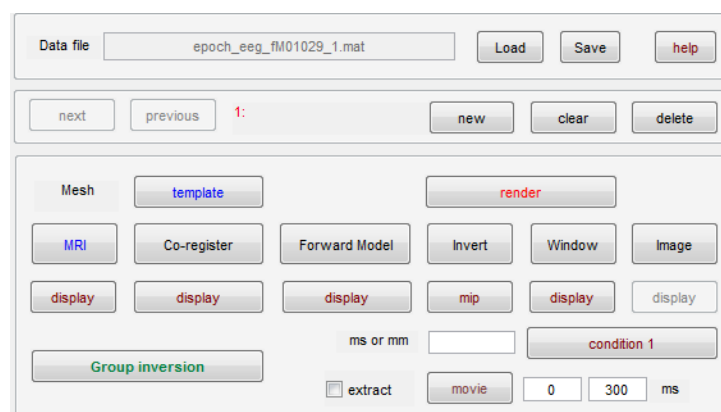 Data file epoch_eeg_fM01029_1.mat Load Save help
next previous 1: new clear delete
Mesh template render
MRI Co-register Forward Model Invert Window Image
display display display mip display display
ms or mm condition 1
Group inversion
extract movie 0 300 ms